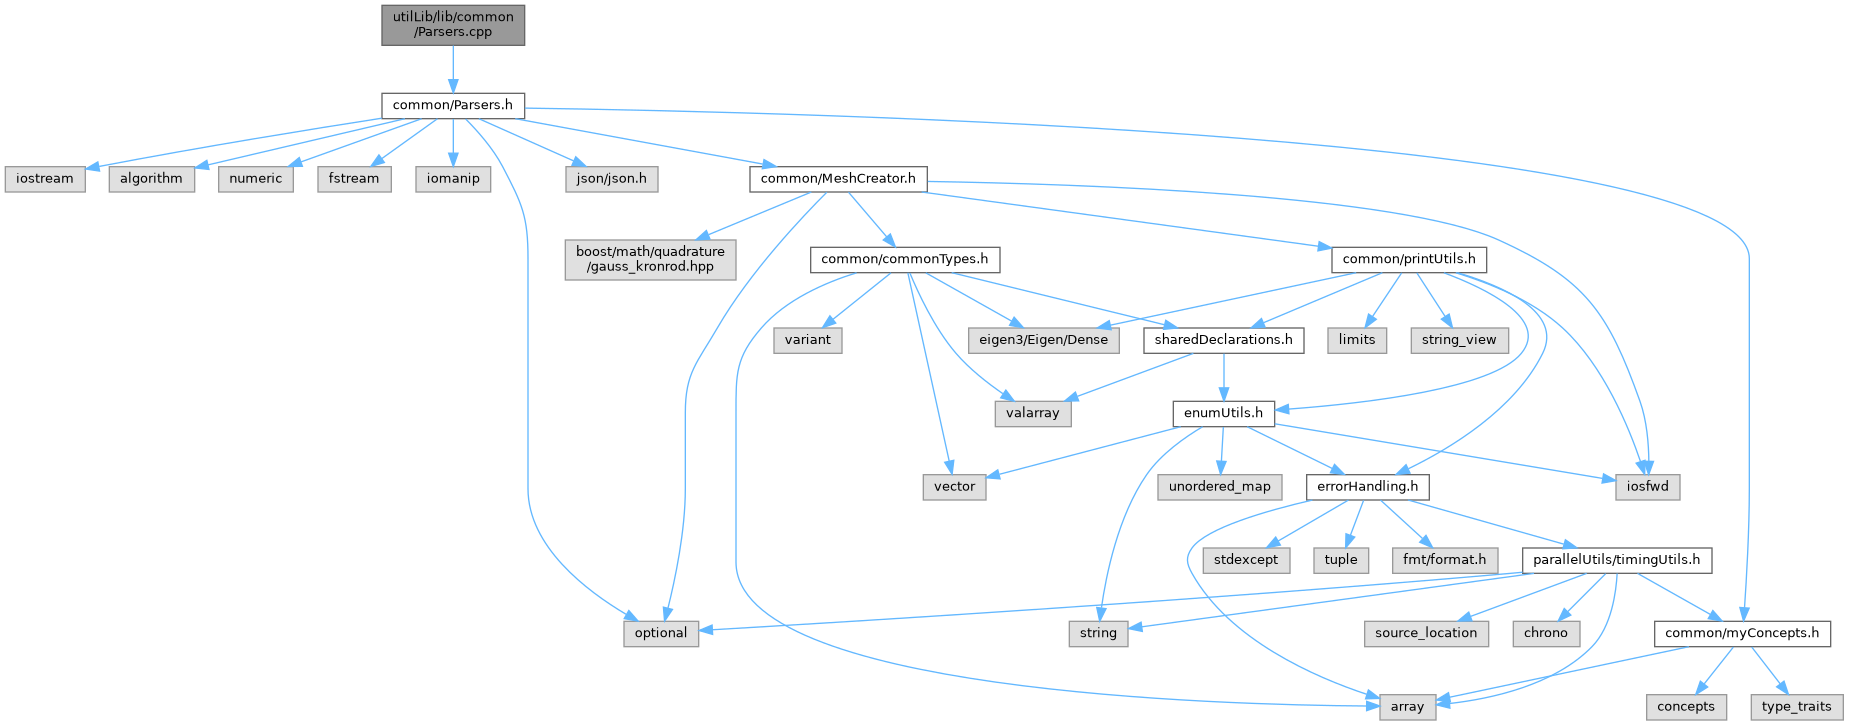 utilLib/lib/common
/Parsers.cpp
common/Parsers.h
iostream
algorithm
numeric
fstream
iomanip
json/json.h
common/MeshCreator.h
boost/math/quadrature
/gauss_kronrod.hpp
common/commonTypes.h
common/printUtils.h
variant
eigen3/Eigen/Dense
sharedDeclarations.h
limits
string_view
valarray
enumUtils.h
vector
unordered_map
errorHandling.h
iosfwd
stdexcept
tuple
fmt/format.h
parallelUtils/timingUtils.h
optional
string
source_location
chrono
common/myConcepts.h
array
concepts
type_traits